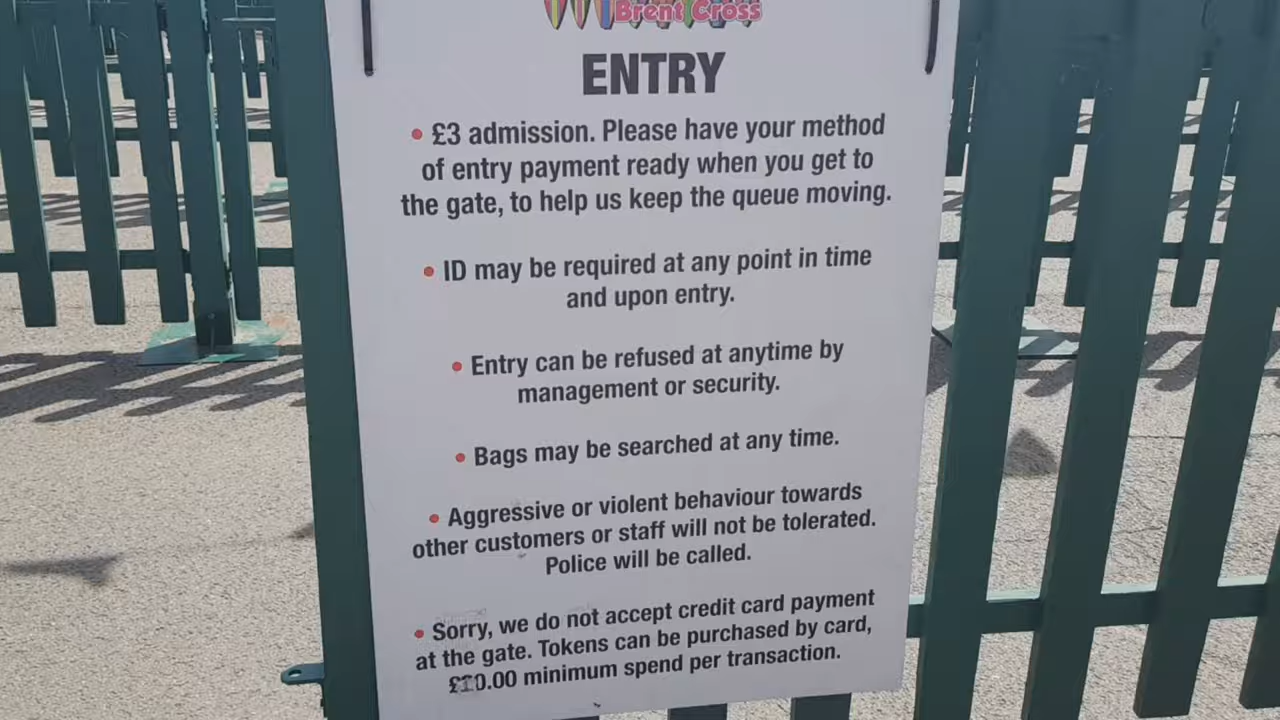 Brent Cross
ENTRY
• £3 admission. Please have your method
of entry payment ready when you get to
the gate, to help us keep the queue moving.
• ID may be required at any point in time
and upon entry.
• Entry can be refused at anytime by
management or security.
• Bags may be searched at any time.
• Aggressive or violent behaviour towards
other customers or staff will not be tolerated.
Police will be called.
• Sorry, we do not accept credit card payment
at the gate. Tokens can be purchased by card,
minimum spend per transaction.